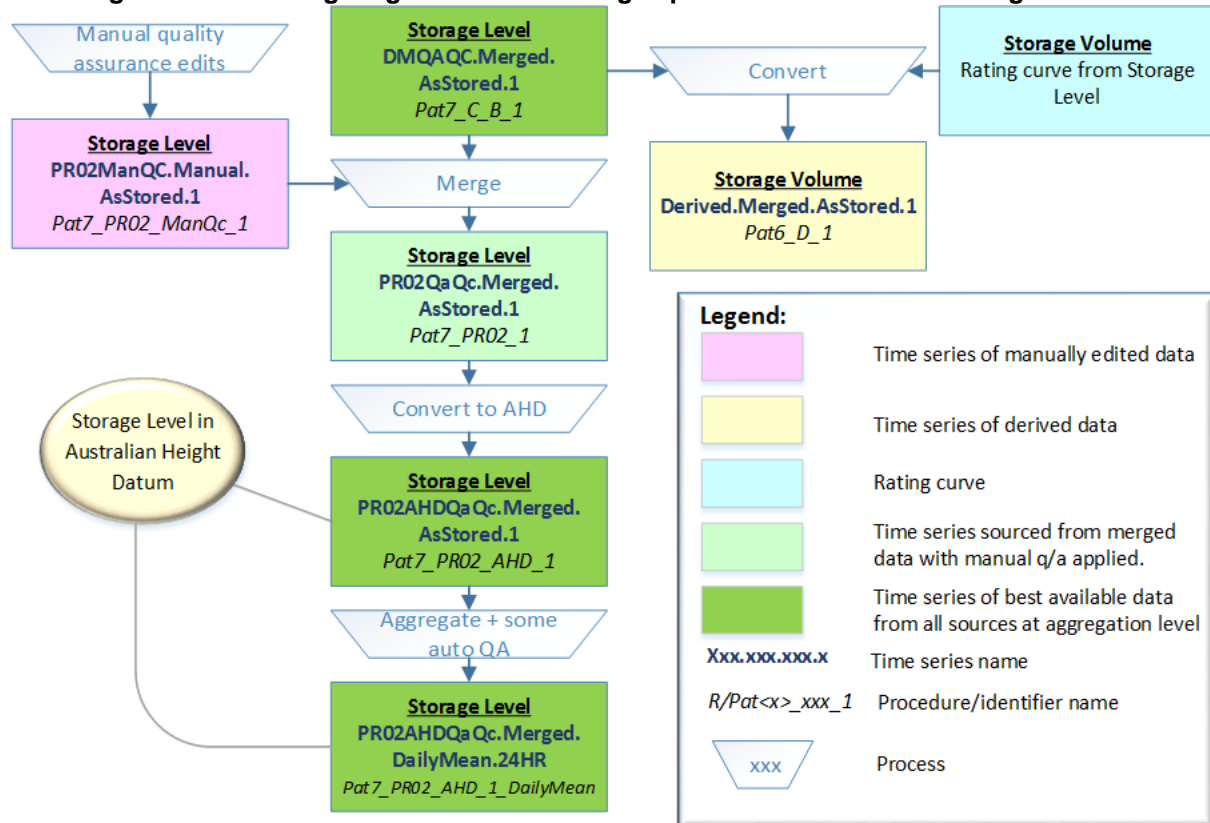 Manual quality
assurance edits
Storage Level
DMQAQC.Merged.
AsStored.1
Pat7_C_B_1
Convert
Storage Volume
Rating curve from Storage
Level
Storage Level
PR02ManQC.Manual.
AsStored.1
Pat7_PR02_ManQc_1
Merge
Storage Volume
Derived.Merged.AsStored.1
Pat6_D_1
Storage Level
PR02QaQc.Merged.
AsStored.1
Pat7_PR02_1
Convert to AHD
Storage Level in
Australian Height
Datum
Storage Level
PR02AHDQaQc.Merged.
AsStored.1
Pat7_PR02_AHD_1
Aggregate + some
auto QA
Storage Level
PR02AHDQaQc.Merged.
DailyMean.24HR
Pat7_PR02_AHD_1_DailyMean
Legend:
Time series of manually edited data
Time series of derived data
Rating curve
Time series sourced from merged
data with manual q/a applied.
Time series of best available data
from all sources at aggregation level
Xxx.xxx.xxx.x Time series name
R/Pat<x>_xxx_1 Procedure/identifier name
xxx Process